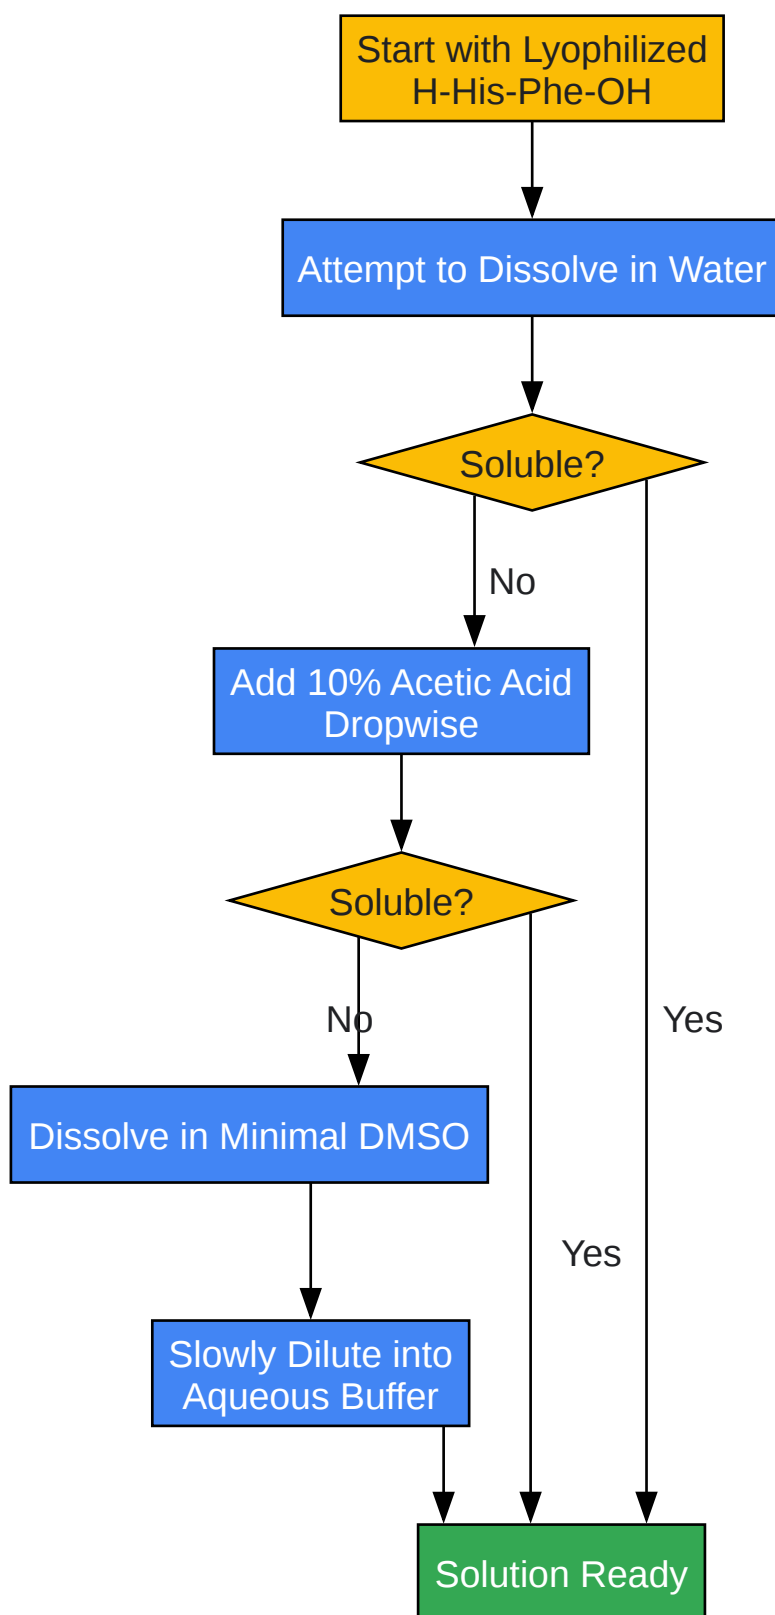 Start with Lyophilized
H-His-Phe-OH
Attempt to Dissolve in Water
Soluble?
No
Add 10% Acetic Acid
Dropwise
Soluble?
No
Yes
Dissolve in Minimal DMSO
Yes
Slowly Dilute into
Aqueous Buffer
Solution Ready